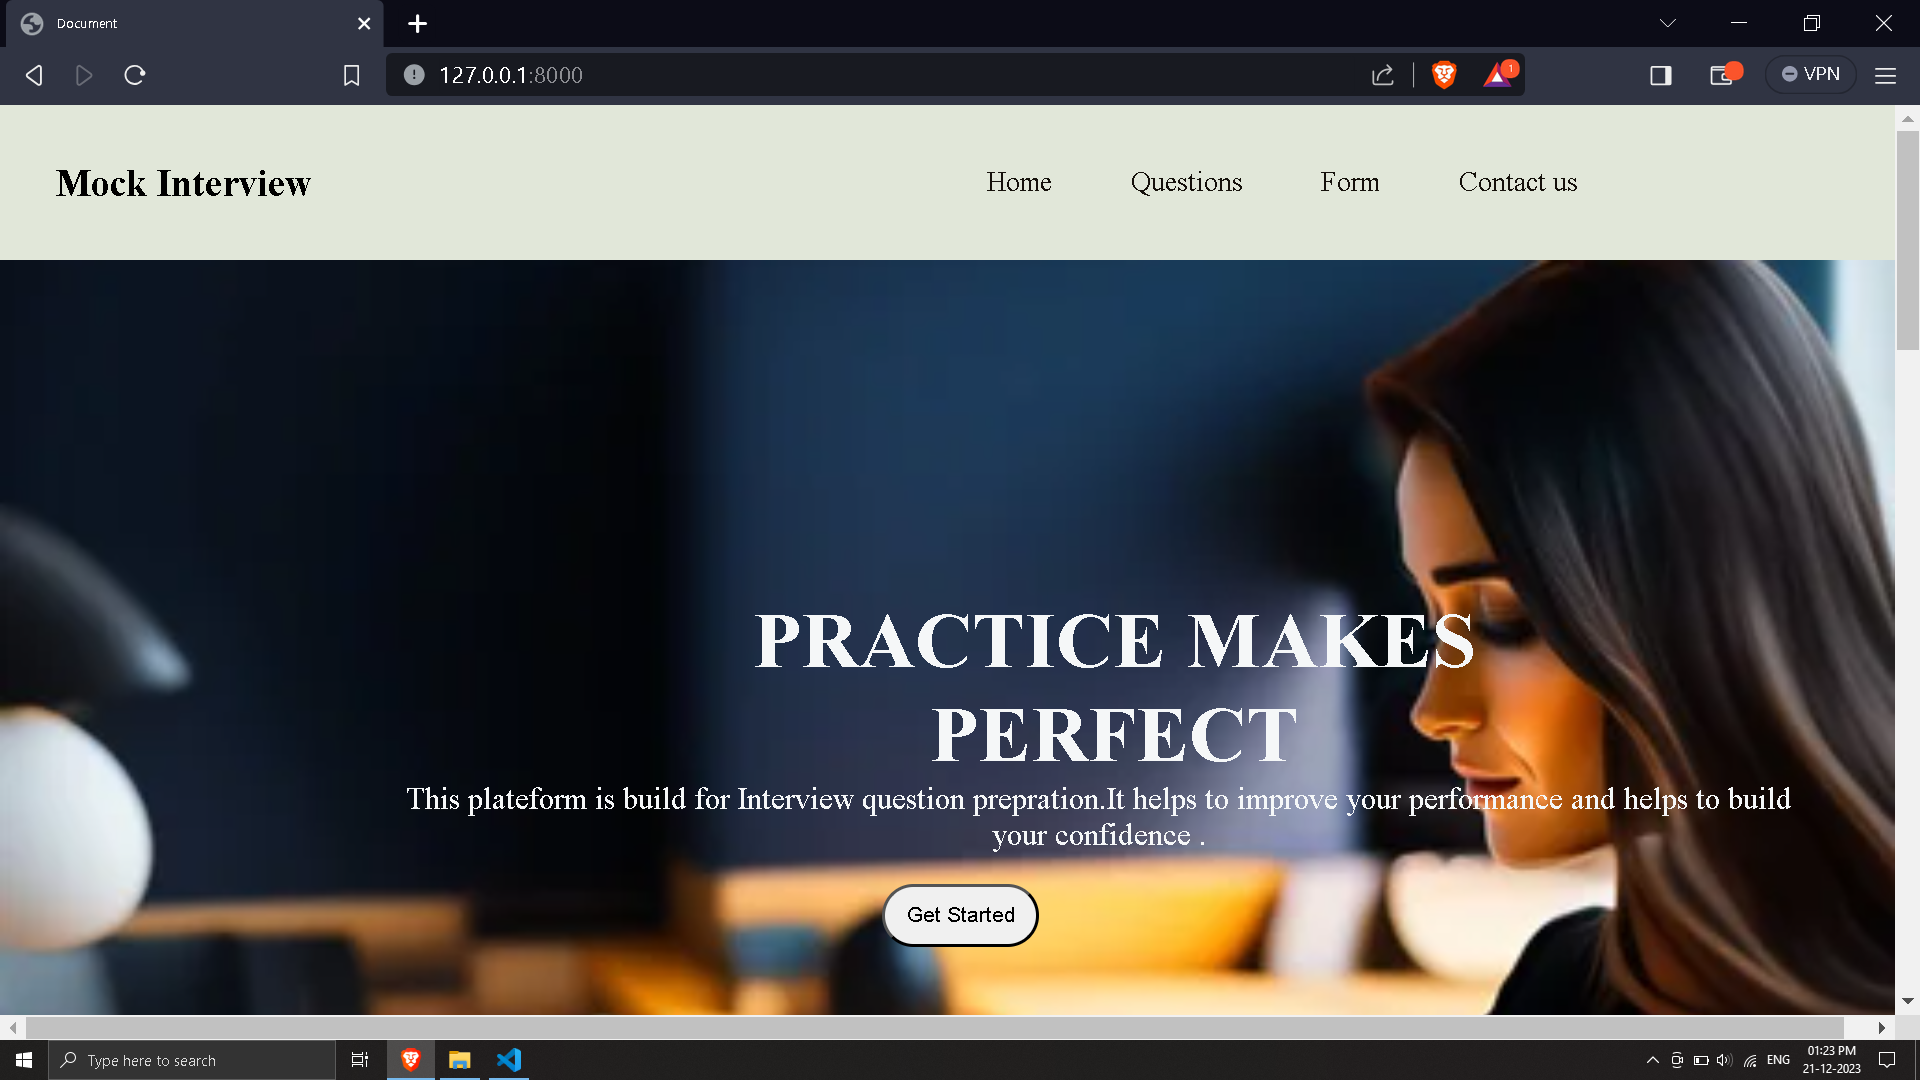 Document
127.0.0.1:8000
1
VPN
Mock Interview
Home
Questions
Form
Contact us
PRACTICE MAKES
PERFECT
This plateform is build for Interview question prepration.It helps to improve your performance and helps to build
your confidence .
Get Started
Type here to search
ENG
01:23 PM
21-12-2023